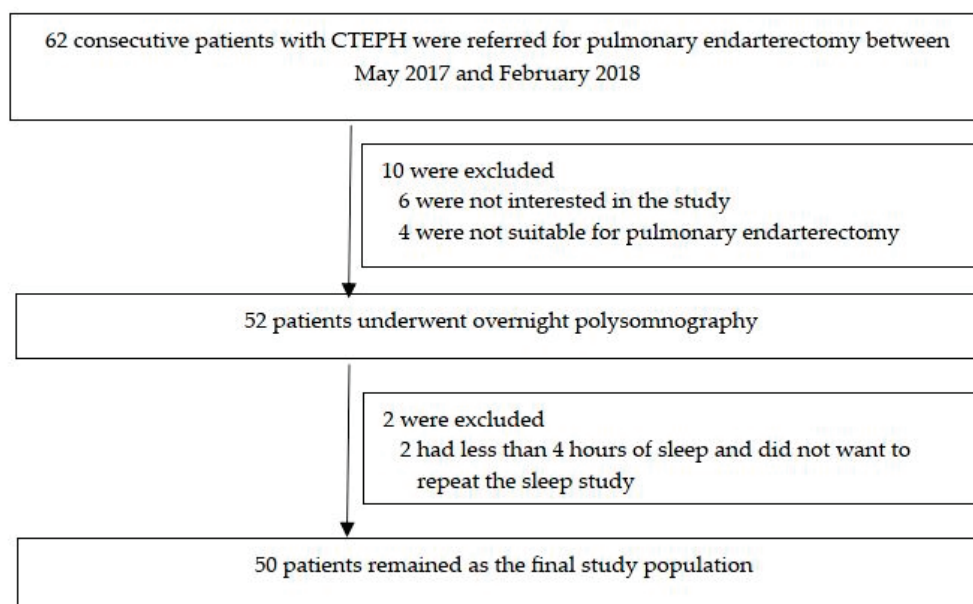 62 consecutive patients with CTEPH were referred for pulmonary endarterectomy between
May 2017 and February 2018
10 were excluded
6 were not interested in the study
4 were not suitable for pulmonary endarterectomy
52 patients underwent overnight polysomnography
2 were excluded
2 had less than 4 hours of sleep and did not want to
repeat the sleep study
50 patients remained as the final study population